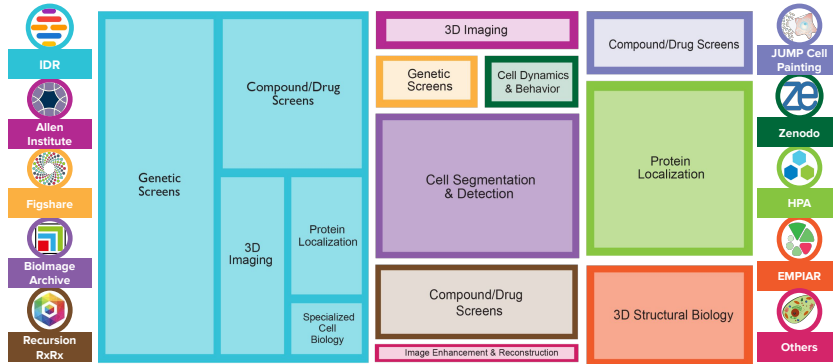 IDR
Allen
Institute
Figshare
BioImage
Archive
Recursion
RxRx
Genetic
Screens
Compound/Drug
Screens
3D
Imaging
Protein
Localization
Specialized
Cell
Biology
3D Imaging
Genetic
Screens
Cell Dynamics
& Behavior
Cell Segmentation
& Detection
Compound/Drug
Screens
Image Enhancement & Reconstruction
Compound/Drug Screens
Protein
Localization
3D Structural Biology
JUMP Cell
Painting
ze
Zenodo
HPA
EMPIAR
Others